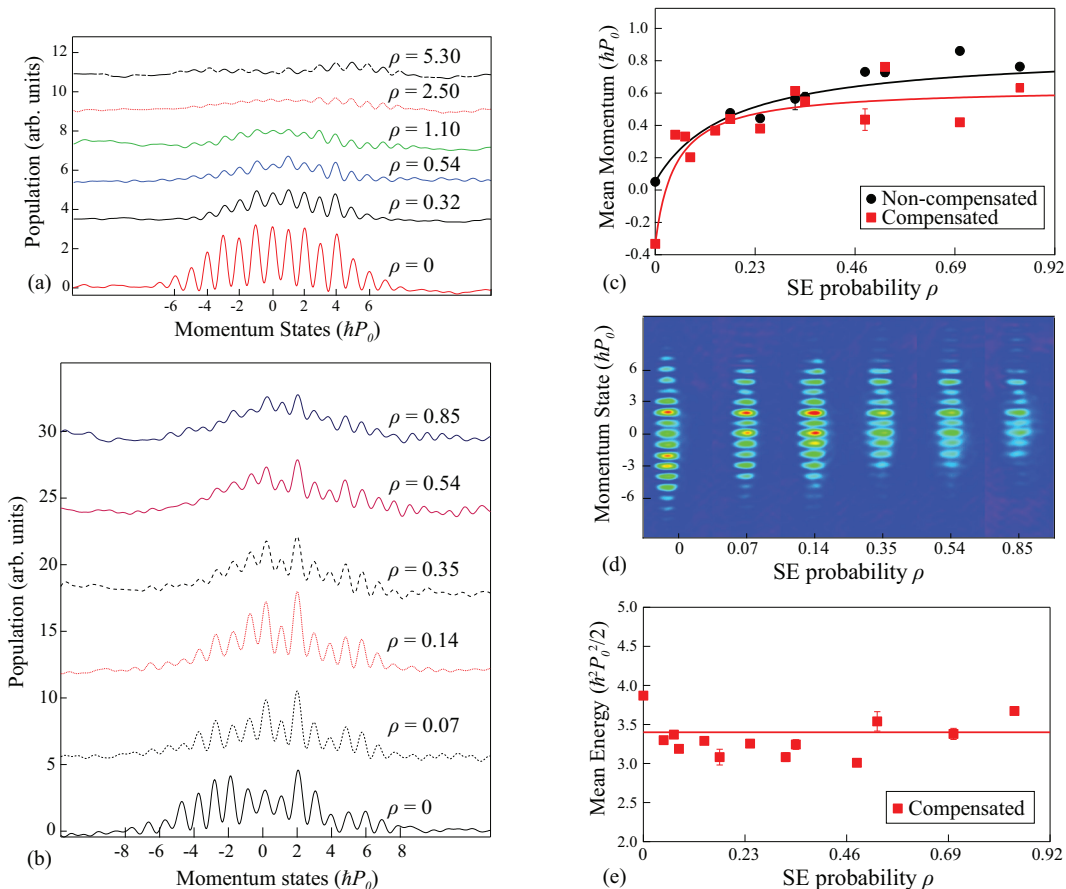 12
10
8
6
4
2
0
Population (arb. units)
ρ = 5.30
ρ = 2.50
ρ = 1.10
ρ = 0.54
ρ = 0.32
ρ = 0
-6 -4 -2 0 2 4 6
(a)
Momentum States (ħP₀)
30
25
20
15
10
5
0
Population (arb. units)
ρ = 0.85
ρ = 0.54
ρ = 0.35
ρ = 0.14
ρ = 0.07
ρ = 0
-8 -6 -4 -2 0 2 4 6 8
(b)
Momentum states (ħP₀)
1.0
0.8
0.6
0.4
0.2
0.0
-0.2
-0.4
Mean Momentum (ħP₀)
Non-compensated
Compensated
0 0.23 0.46 0.69 0.92
(c)
SE probability ρ
6
3
0
-3
-6
Momentum State (ħP₀)
0 0.07 0.14 0.35 0.54 0.85
(d)
SE probability ρ
5.0
4.5
4.0
3.5
3.0
2.5
2.0
Mean Energy (ħ²P₀²/2)
Compensated
0 0.23 0.46 0.69 0.92
(e)
SE probability ρ